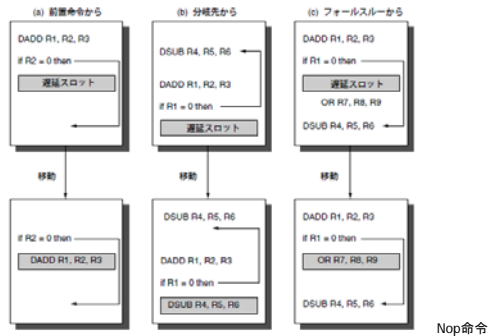 (a) 前置命令から
(b) 分岐先から
(c) フォールスルーから
DADD R1, R2, R3
if R2 = 0 then
遅延スロット
DSUB R4, R5, R6
DADD R1, R2, R3
if R1 = 0 then
遅延スロット
DADD R1, R2, R3
if R1 = 0 then
遅延スロット
OR R7, R8, R9
DSUB R4, R5, R6
移動
移動
移動
if R2 = 0 then
DADD R1, R2, R3
DSUB R4, R5, R6
DADD R1, R2, R3
if R1 = 0 then
DSUB R4, R5, R6
DADD R1, R2, R3
if R1 = 0 then
OR R7, R8, R9
DSUB R4, R5, R6
Nop命令